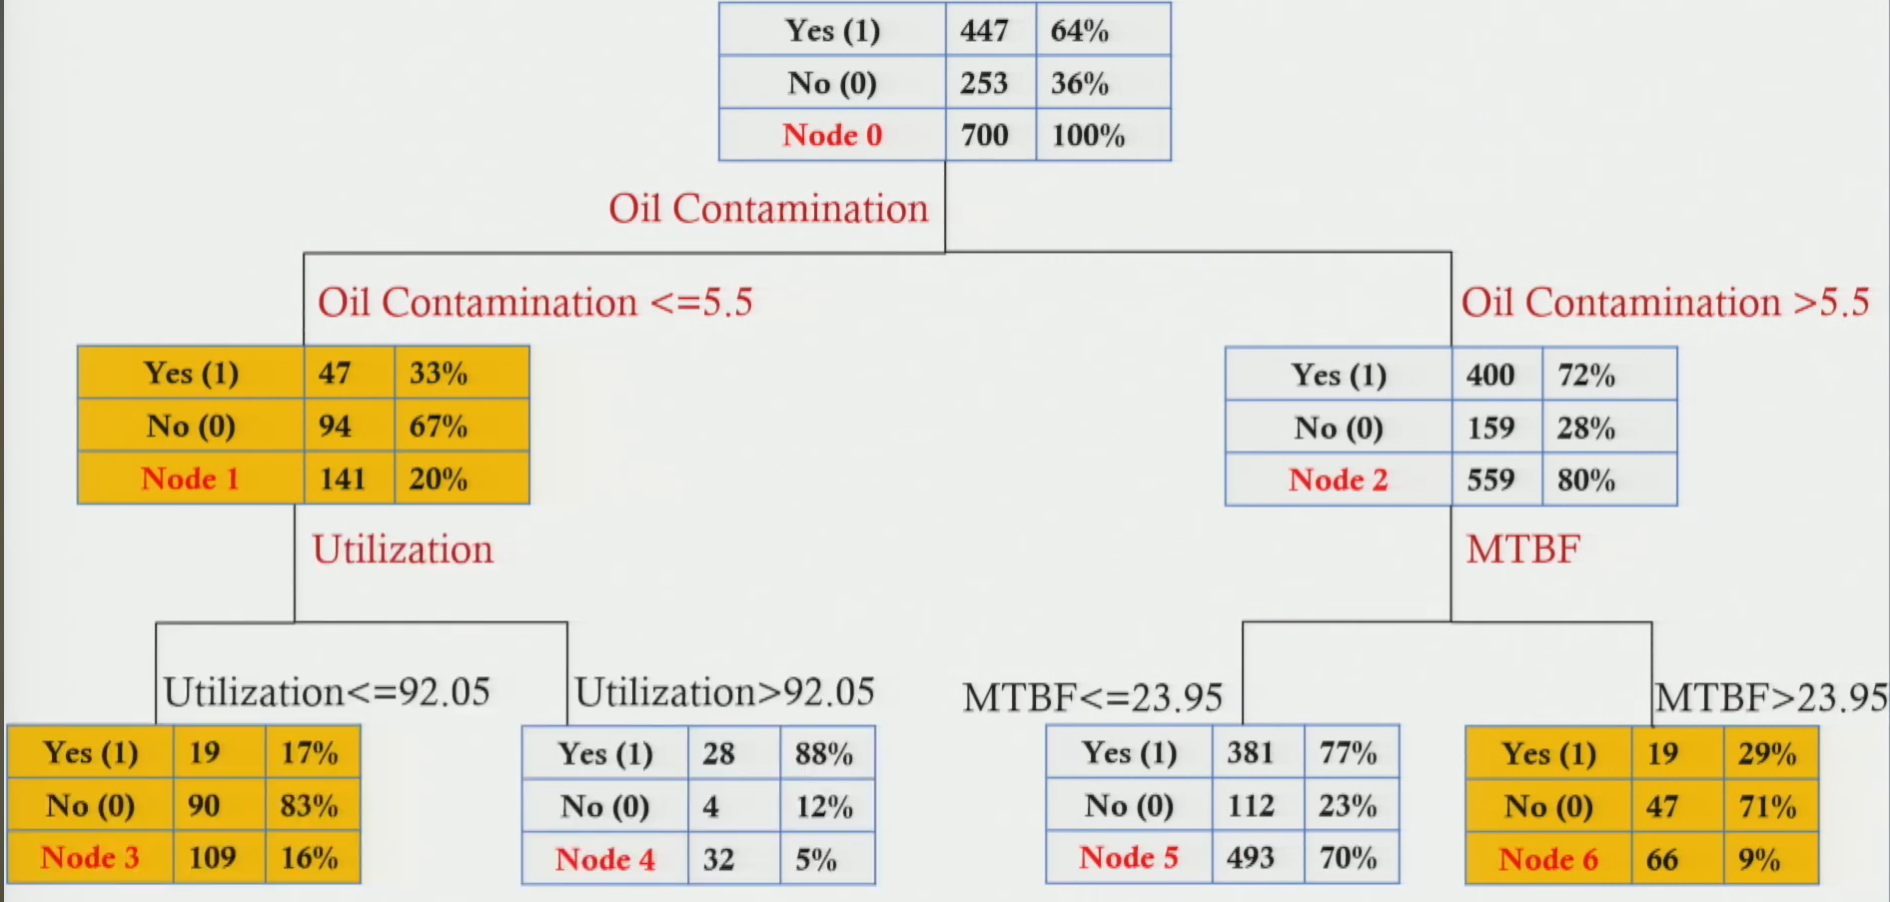 Yes (1) 447 64%
No (0) 253 36%
Node 0 700 100%
Oil Contamination
Oil Contamination <=5.5
Oil Contamination >5.5
Yes (1) 47 33%
No (0) 94 67%
Node 1 141 20%
Yes (1) 400 72%
No (0) 159 28%
Node 2 559 80%
Utilization
MTBF
Utilization<=92.05
Utilization>92.05
MTBF<=23.95
MTBF>23.95
Yes (1) 19 17%
No (0) 90 83%
Node 3 109 16%
Yes (1) 28 88%
No (0) 4 12%
Node 4 32 5%
Yes (1) 381 77%
No (0) 112 23%
Node 5 493 70%
Yes (1) 19 29%
No (0) 47 71%
Node 6 66 9%